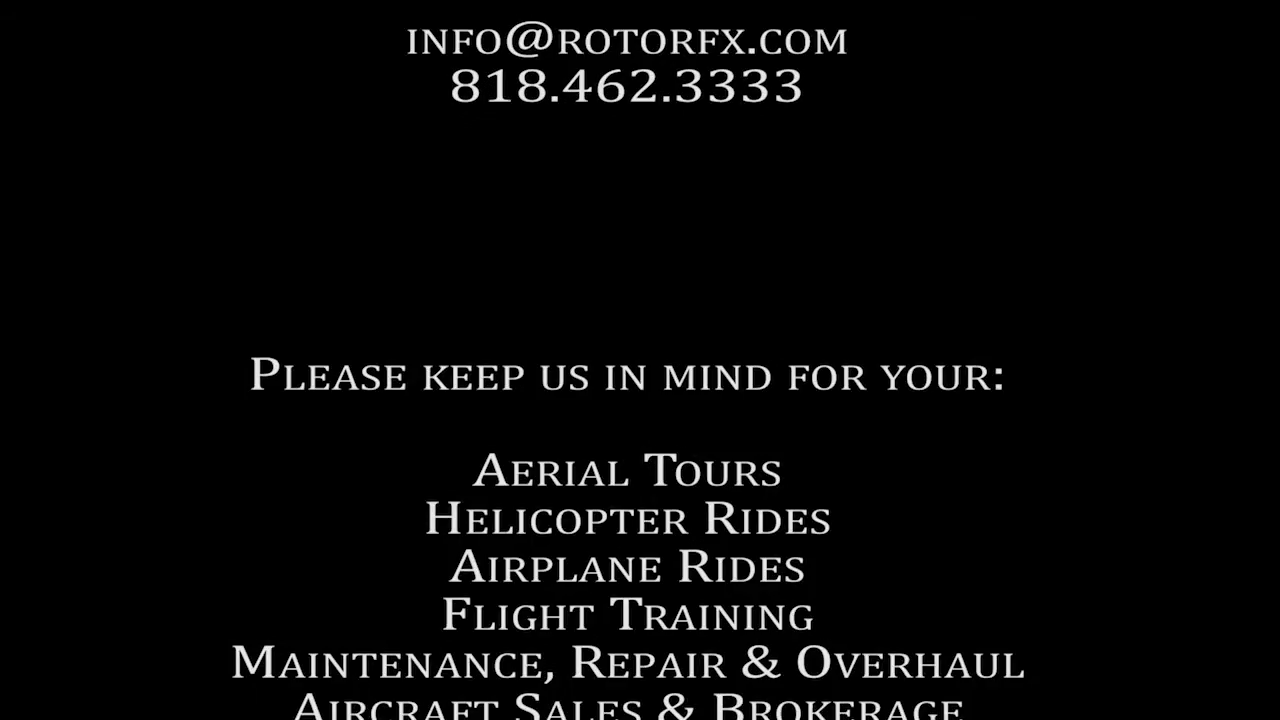 INFO@ROTORFX.COM
818.462.3333
PLEASE KEEP US IN MIND FOR YOUR:
AERIAL TOURS
HELICOPTER RIDES
AIRPLANE RIDES
FLIGHT TRAINING
MAINTENANCE, REPAIR & OVERHAUL
AIRCRAFT SALES & BROKERAGE